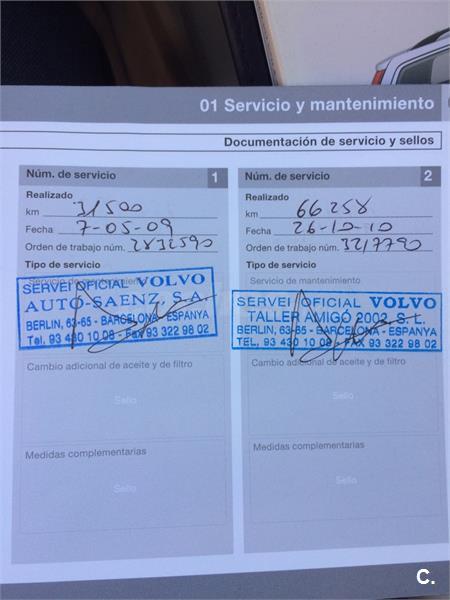 01 Servicio y mantenimiento
Documentación de servicio y sellos
Núm. de servicio 1
Realizado
km 31500
Fecha 7-05-09
Orden de trabajo núm. 2832590
Tipo de servicio
Servicio de mantenimiento
SERVEI OFICIAL VOLVO
AUTO-SAENZ, S.A.
BERLIN, 63-65 - BARCELONA - ESPANYA
Tel. 93 430 10 08 - Fax 93 322 98 02
Cambio adicional de aceite y de filtro
Sello
Medidas complementarias
Sello
Núm. de servicio 2
Realizado
km 66258
Fecha 26-10-10
Orden de trabajo núm. 3217790
Tipo de servicio
Servicio de mantenimiento
SERVEI OFICIAL VOLVO
TALLER AMIGÓ 2002, S.L.
BERLIN, 63-65 - BARCELONA - ESPANYA
TEL, 93 430 10 08 - FAX 93 322 98 02
Cambio adicional de aceite y de filtro
Sello
Medidas complementarias
Sello
C.